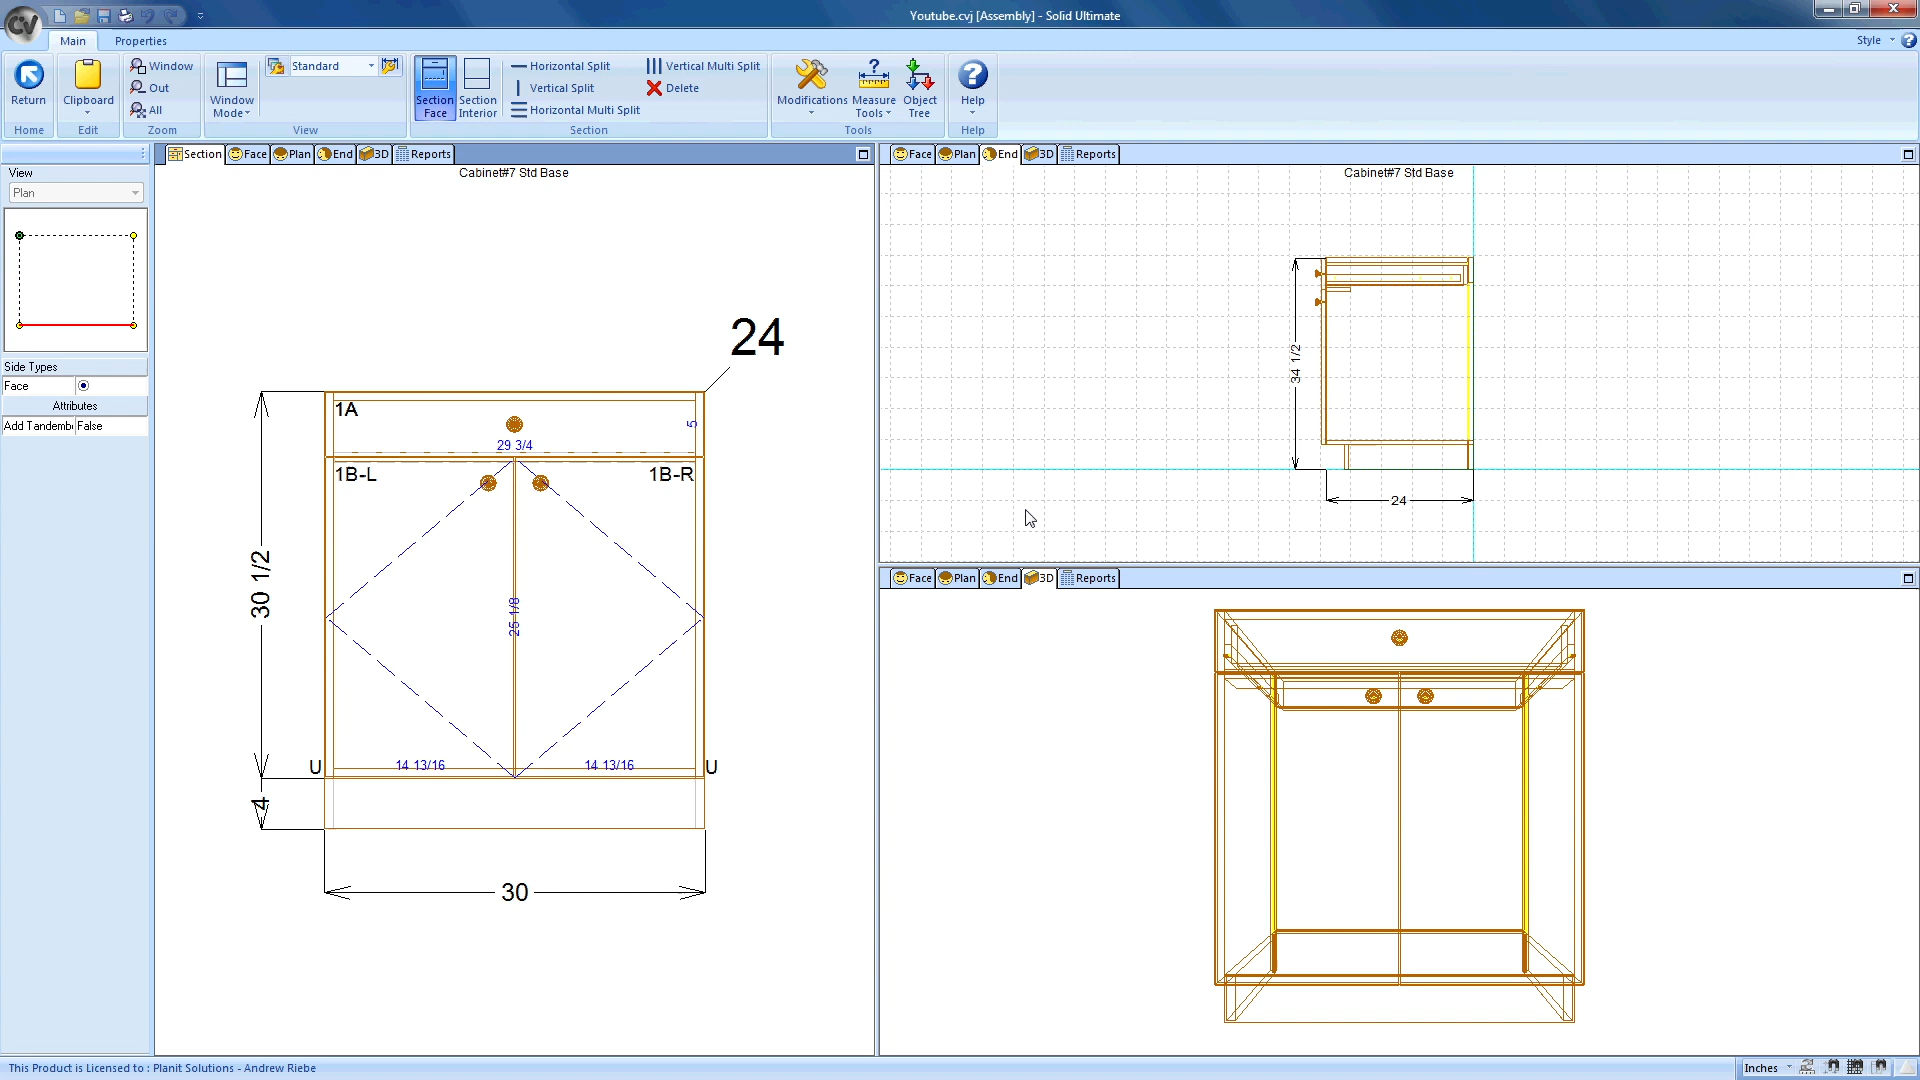 Youtube.cvj [Assembly] - Solid Ultimate
Main
Properties
Style
Return
Home
Clipboard
Edit
Window
Out
All
Zoom
Window Mode
Standard
View
Section Face
Section Interior
Horizontal Split
Vertical Split
Horizontal Multi Split
Vertical Multi Split
Delete
Section
Modifications
Measure Tools
Object Tree
Tools
Help
Help
View
Plan
Side Types
Face
Attributes
Add Tandemb
False
Section
Face
Plan
End
3D
Reports
Cabinet#7 Std Base
24
1A
5
29 3/4
1B-L
1B-R
30 1/2
25 1/8
U
14 13/16
14 13/16
U
4
30
Face
Plan
End
3D
Reports
Cabinet#7 Std Base
34 1/2
24
Face
Plan
End
3D
Reports
This Product is Licensed to : Planit Solutions - Andrew Riebe
Inches